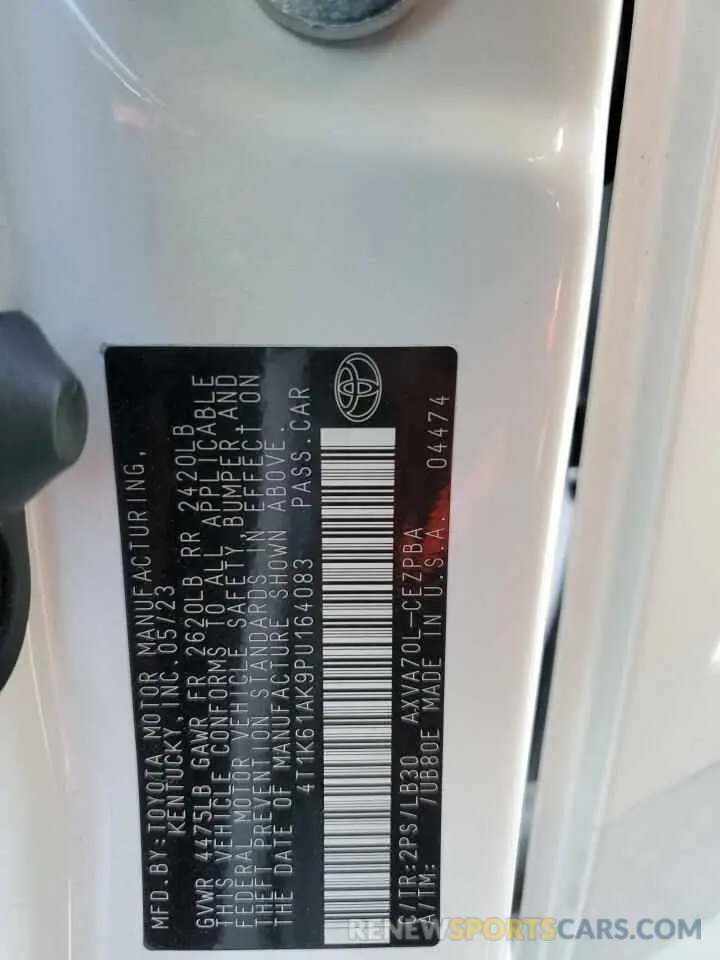 MFD.BY:TOYOTA MOTOR MANUFACTURING,
KENTUCKY, INC. 05/23
GVWR 4475LB GAWR FR 2620LB RR 2420LB
THIS VEHICLE CONFORMS TO ALL APPLICABLE
FEDERAL MOTOR VEHICLE SAFETY BUMPER AND
THEFT PREVENTION STANDARDS IN EFFECT ON
THE DATE OF MANUFACTURE SHOWN ABOVE.
4T1K61AK9PU164083 PASS.CAR
C/TR:2PS/LB30 AXVA70L-CEZPBA
A/TM: /UB80E MADE IN U.S.A. 04474
RENEWSPORTSCARS.COM